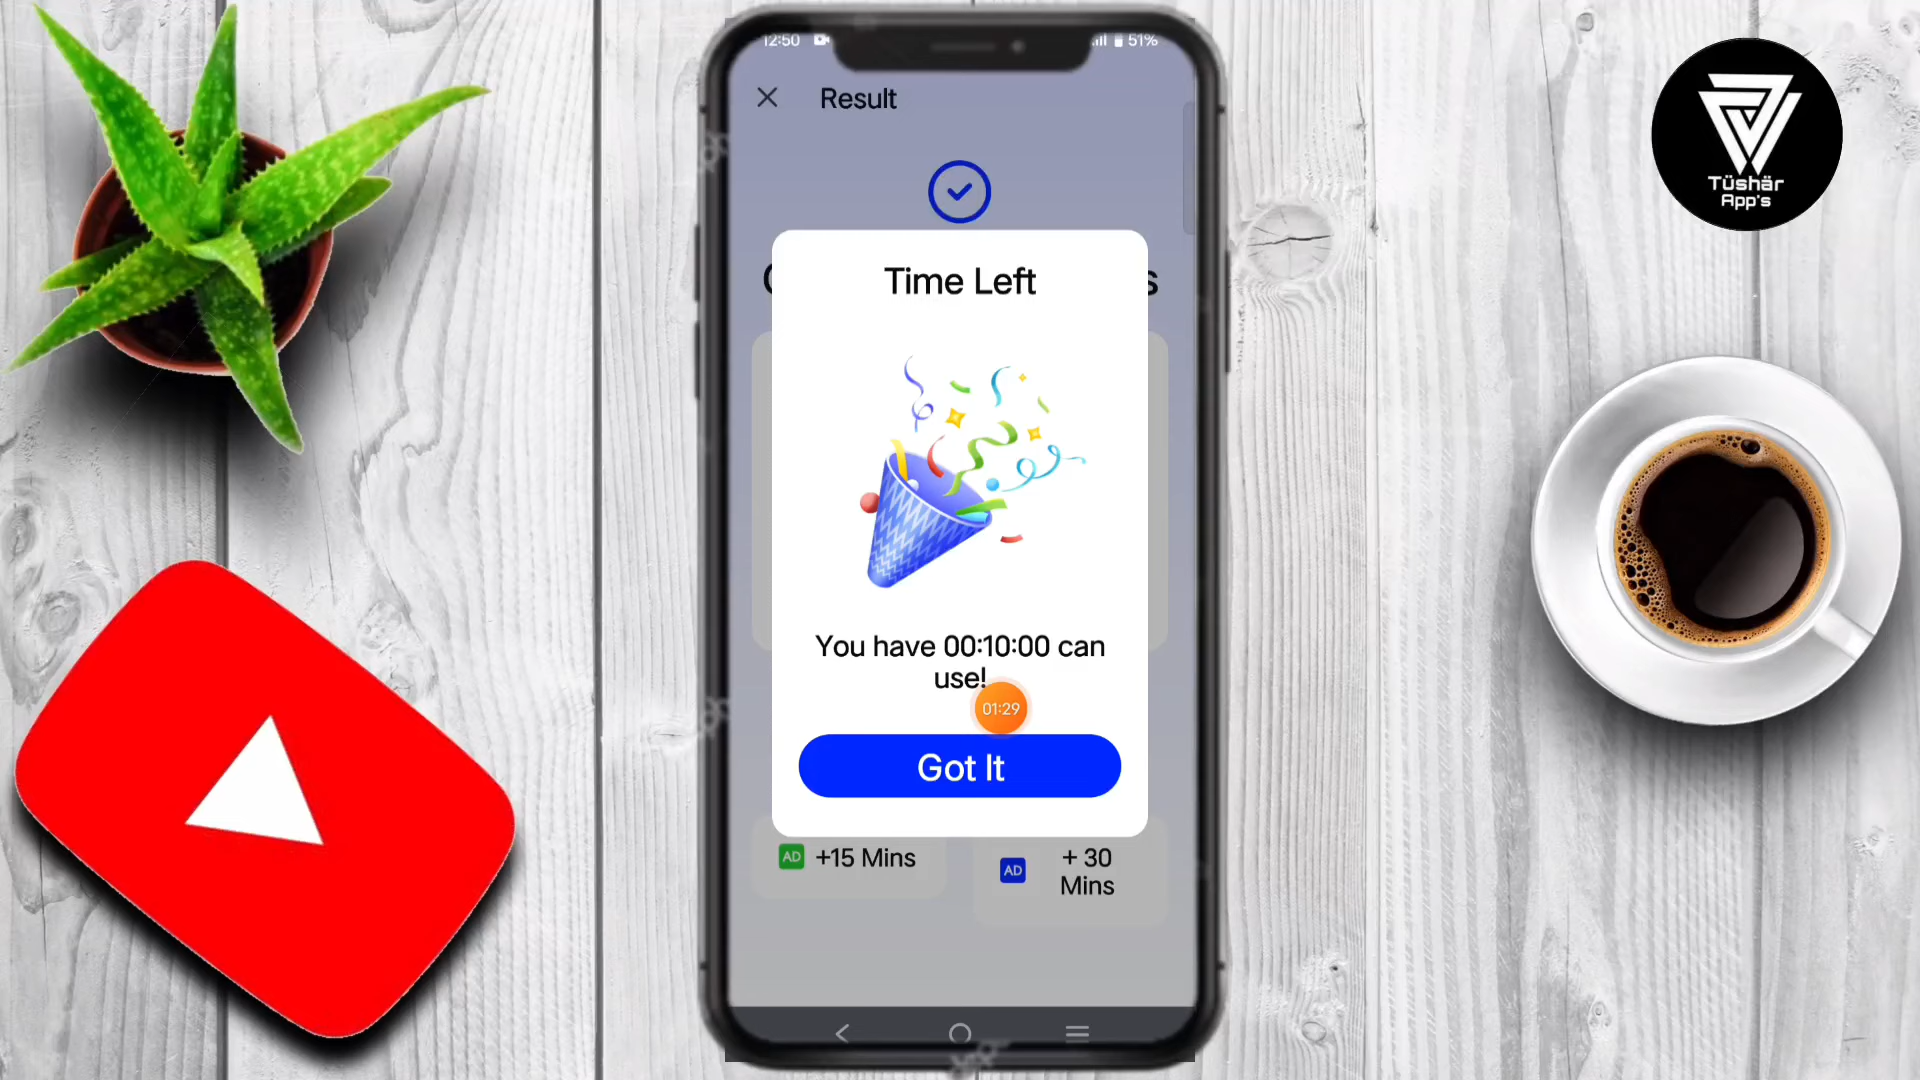 12:50
51%
Result
Time Left
You have 00:10:00 can
use!
01:29
Got It
AD +15 Mins
AD + 30
Mins
Tüshär
App's